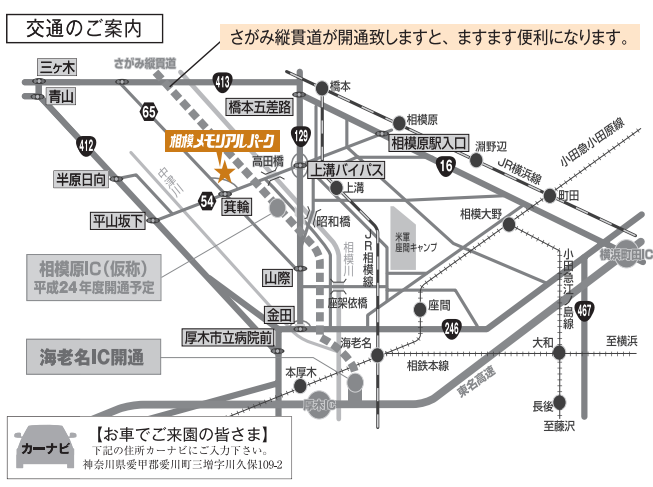 交通のご案内
さがみ縦貫道が開通致しますと、ますます便利になります。
さがみ縦貫道
三ヶ木
青山
413
橋本
65
橋本五差路
相模原
129
相模原駅入口
淵野辺
小田急小田原線
412
相模メモリアルパーク
高田橋
上溝バイパス
16
JR横浜線
半原日向
上溝
町田
54
箕輪
平山坂下
昭和橋
相模大野
米軍
座間キャンプ
JR相模線
相模川
横浜町田IC
相模原IC(仮称)
平成24年度開通予定
山際
小田急江ノ島線
座架依橋
座間
467
金田
246
厚木市立病院前
海老名
大和
至横浜
海老名IC開通
相鉄本線
本厚木
東名高速
厚木IC
長後
至藤沢
カーナビ
【お車でご来園の皆さま】
下記の住所カーナビにご入力下さい。
神奈川県愛甲郡愛川町三増字川久保109-2